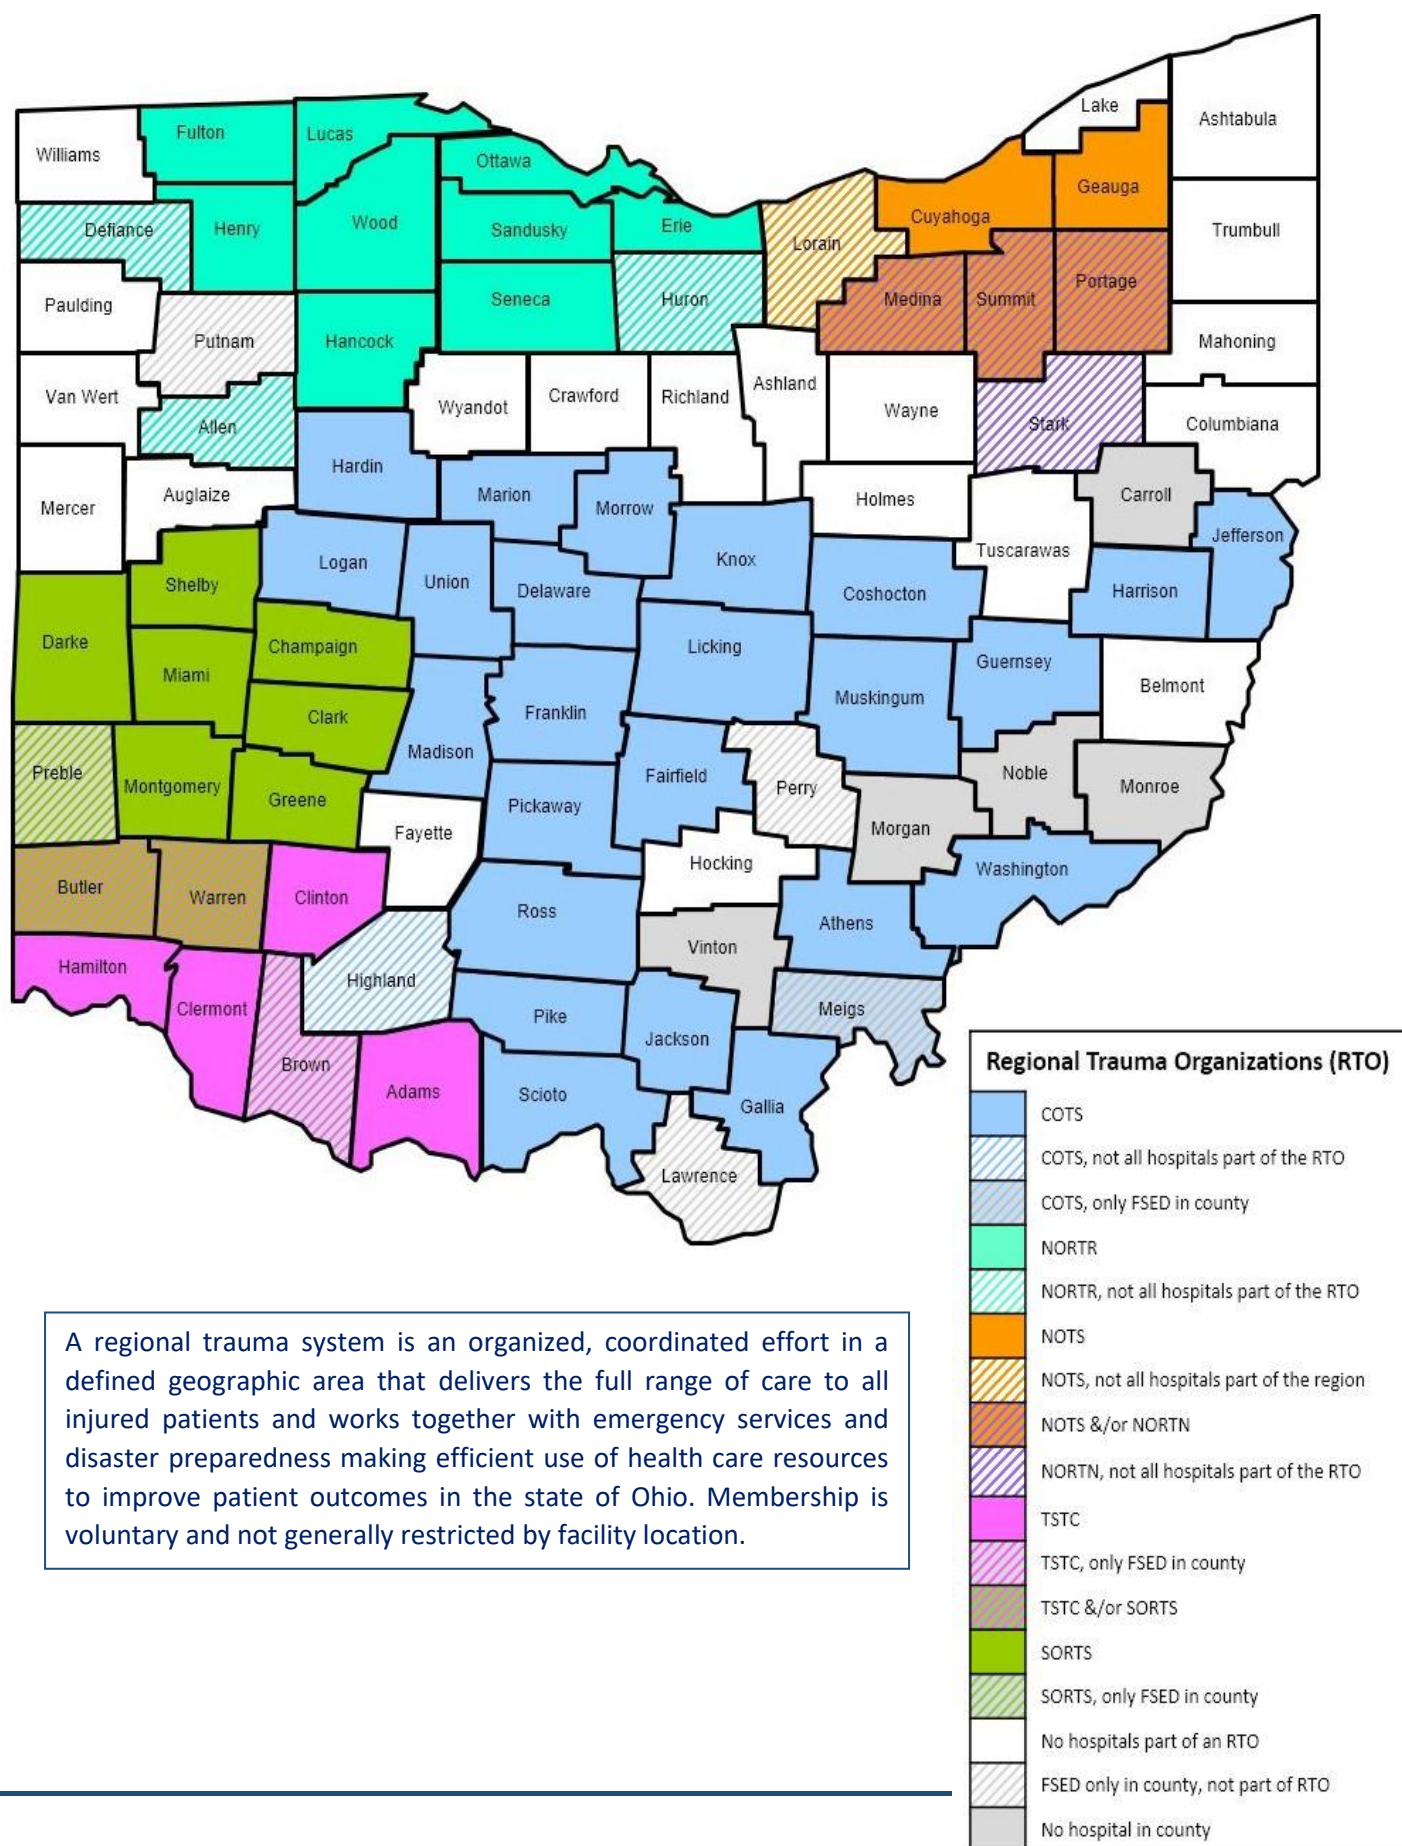 Lake
Ashtabula
Fulton
Lucas
Williams
Ottawa
Geauga
Cuyahoga
Defiance
Henry
Wood
Sandusky
Erie
Lorain
Trumbull
Paulding
Seneca
Huron
Medina
Summit
Portage
Putnam
Hancock
Mahoning
Van Wert
Allen
Wyandot
Crawford
Richland
Ashland
Wayne
Stark
Columbiana
Hardin
Mercer
Auglaize
Marion
Morrow
Holmes
Carroll
Jefferson
Logan
Union
Knox
Tuscarawas
Shelby
Delaware
Coshocton
Harrison
Darke
Champaign
Licking
Guernsey
Miami
Belmont
Clark
Franklin
Muskingum
Madison
Preble
Montgomery
Greene
Pickaway
Fairfield
Perry
Noble
Monroe
Fayette
Morgan
Hocking
Washington
Butler
Warren
Clinton
Ross
Athens
Vinton
Hamilton
Highland
Clermont
Pike
Meigs
Jackson
Brown
Adams
Scioto
Gallia
Lawrence
Regional Trauma Organizations (RTO)
COTS
COTS, not all hospitals part of the RTO
COTS, only FSED in county
NORTR
NORTR, not all hospitals part of the RTO
NOTS
NOTS, not all hospitals part of the region
NOTS &/or NORTN
NORTN, not all hospitals part of the RTO
TSTC
TSTC, only FSED in county
TSTC &/or SORTS
SORTS
SORTS, only FSED in county
No hospitals part of an RTO
FSED only in county, not part of RTO
No hospital in county
A regional trauma system is an organized, coordinated effort in a
defined geographic area that delivers the full range of care to all
injured patients and works together with emergency services and
disaster preparedness making efficient use of health care resources
to improve patient outcomes in the state of Ohio. Membership is
voluntary and not generally restricted by facility location.